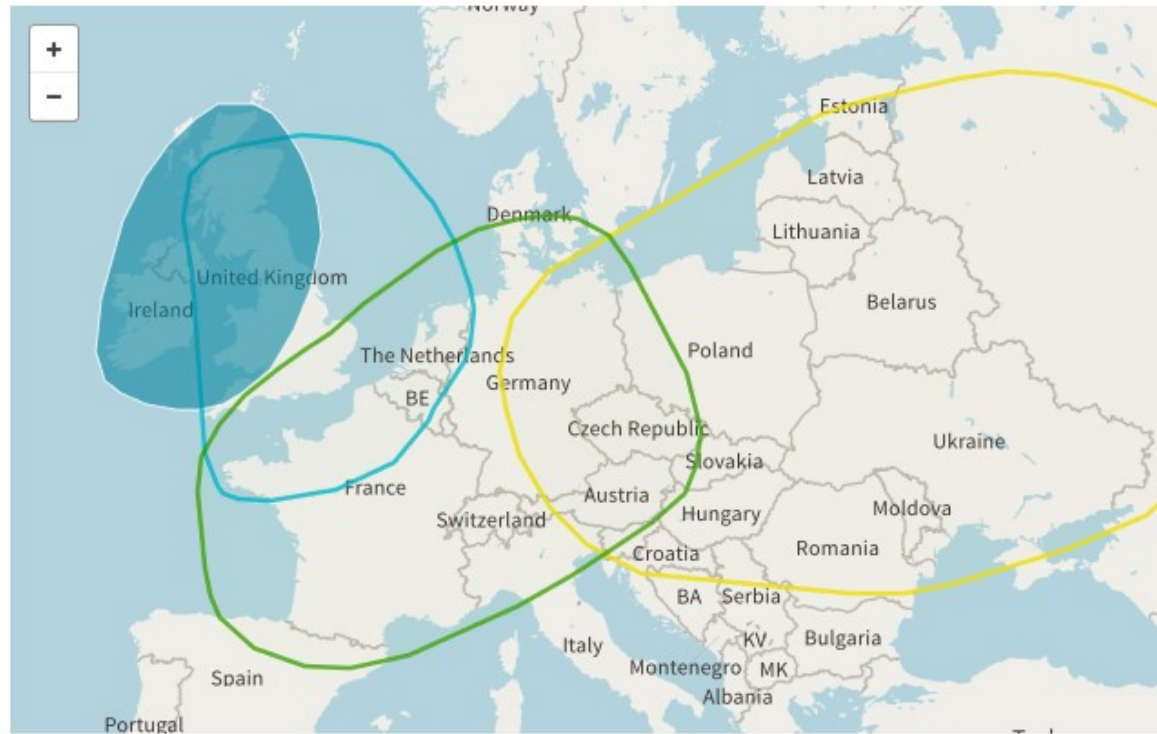 Norway
+
−
Estonia
Latvia
Denmark
Lithuania
United Kingdom
Belarus
Ireland
The Netherlands
Poland
Germany
BE
Czech Republic
Ukraine
Slovakia
France
Austria
Moldova
Switzerland
Hungary
Romania
Croatia
BA
Serbia
Bulgaria
KV
Italy
Montenegro
MK
Spain
Albania
Portugal